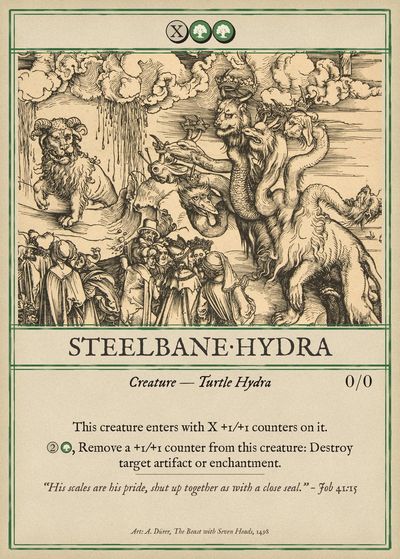 X
STEELBANE·HYDRA
Creature — Turtle Hydra 0/0
This creature enters with X +1/+1 counters on it.
2, Remove a +1/+1 counter from this creature: Destroy
target artifact or enchantment.
“His scales are his pride, shut up together as with a close seal.” – Job 41:15
Art: A. Dürer, The Beast with Seven Heads, 1498